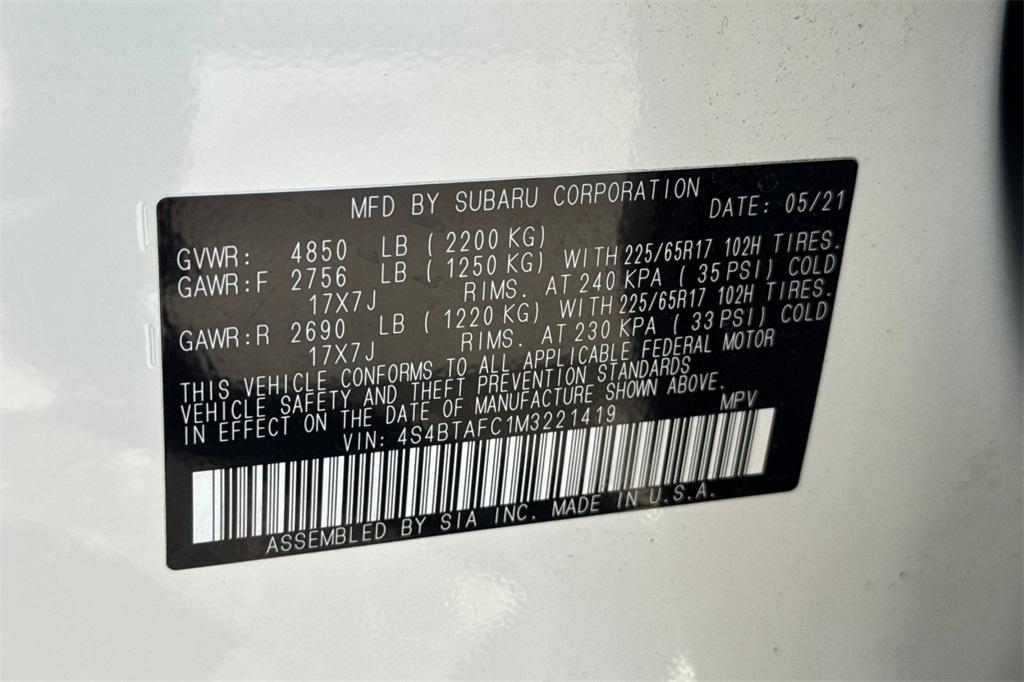 MFD BY SUBARU CORPORATION DATE: 05/21
GVWR: 4850 LB ( 2200 KG)
GAWR:F 2756 LB ( 1250 KG) WITH 225/65R17 102H TIRES.
17X7J RIMS. AT 240 KPA ( 35 PSI) COLD
GAWR:R 2690 LB ( 1220 KG) WITH 225/65R17 102H TIRES.
17X7J RIMS. AT 230 KPA ( 33 PSI) COLD
THIS VEHICLE CONFORMS TO ALL APPLICABLE FEDERAL MOTOR
VEHICLE SAFETY AND THEFT PREVENTION STANDARDS
IN EFFECT ON THE DATE OF MANUFACTURE SHOWN ABOVE.
VIN: 4S4BTAFC1M3221419 MPV
ASSEMBLED BY SIA INC. MADE IN U.S.A.